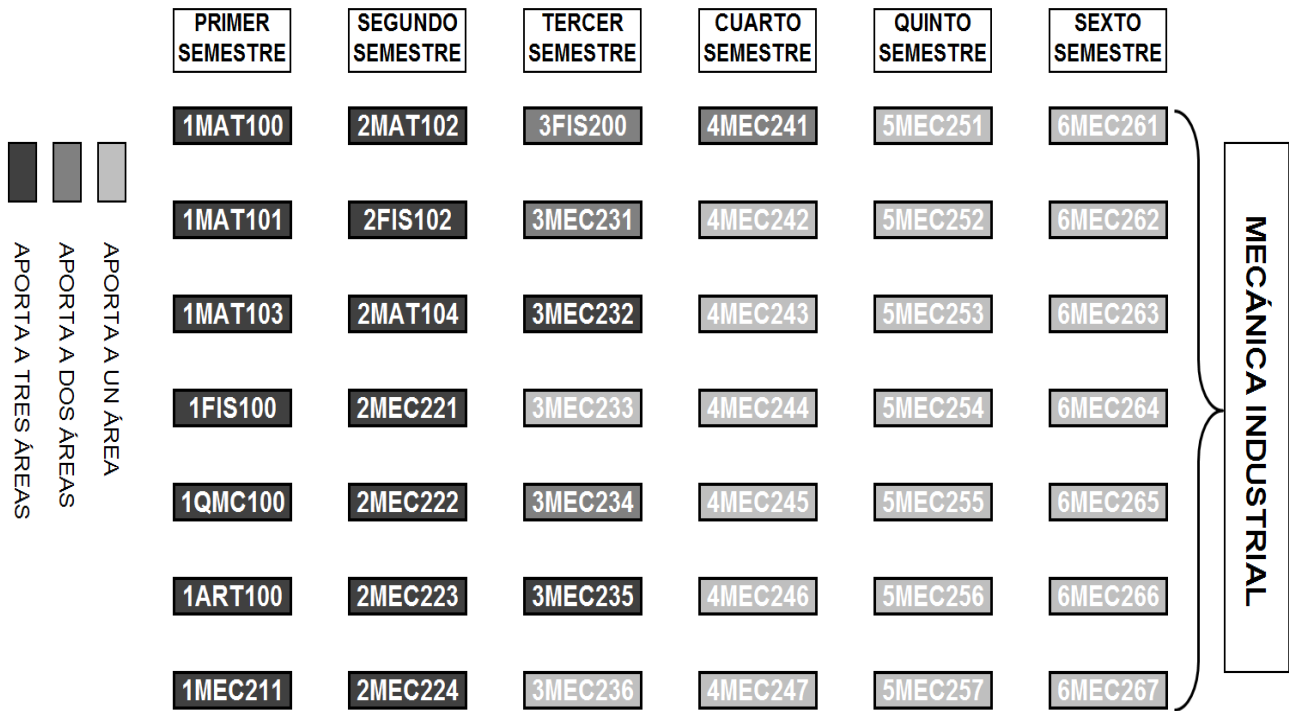 PRIMER
SEMESTRE
SEGUNDO
SEMESTRE
TERCER
SEMESTRE
CUARTO
SEMESTRE
QUINTO
SEMESTRE
SEXTO
SEMESTRE
1MAT100
2MAT102
3FIS200
4MEC241
5MEC251
6MEC261
1MAT101
2FIS102
3MEC231
4MEC242
5MEC252
6MEC262
1MAT103
2MAT104
3MEC232
4MEC243
5MEC253
6MEC263
1FIS100
2MEC221
3MEC233
4MEC244
5MEC254
6MEC264
1QMC100
2MEC222
3MEC234
4MEC245
5MEC255
6MEC265
1ART100
2MEC223
3MEC235
4MEC246
5MEC256
6MEC266
1MEC211
2MEC224
3MEC236
4MEC247
5MEC257
6MEC267
APORTA A UN ÁREA
APORTA A DOS ÁREAS
APORTA A TRES ÁREAS
MECÁNICA INDUSTRIAL